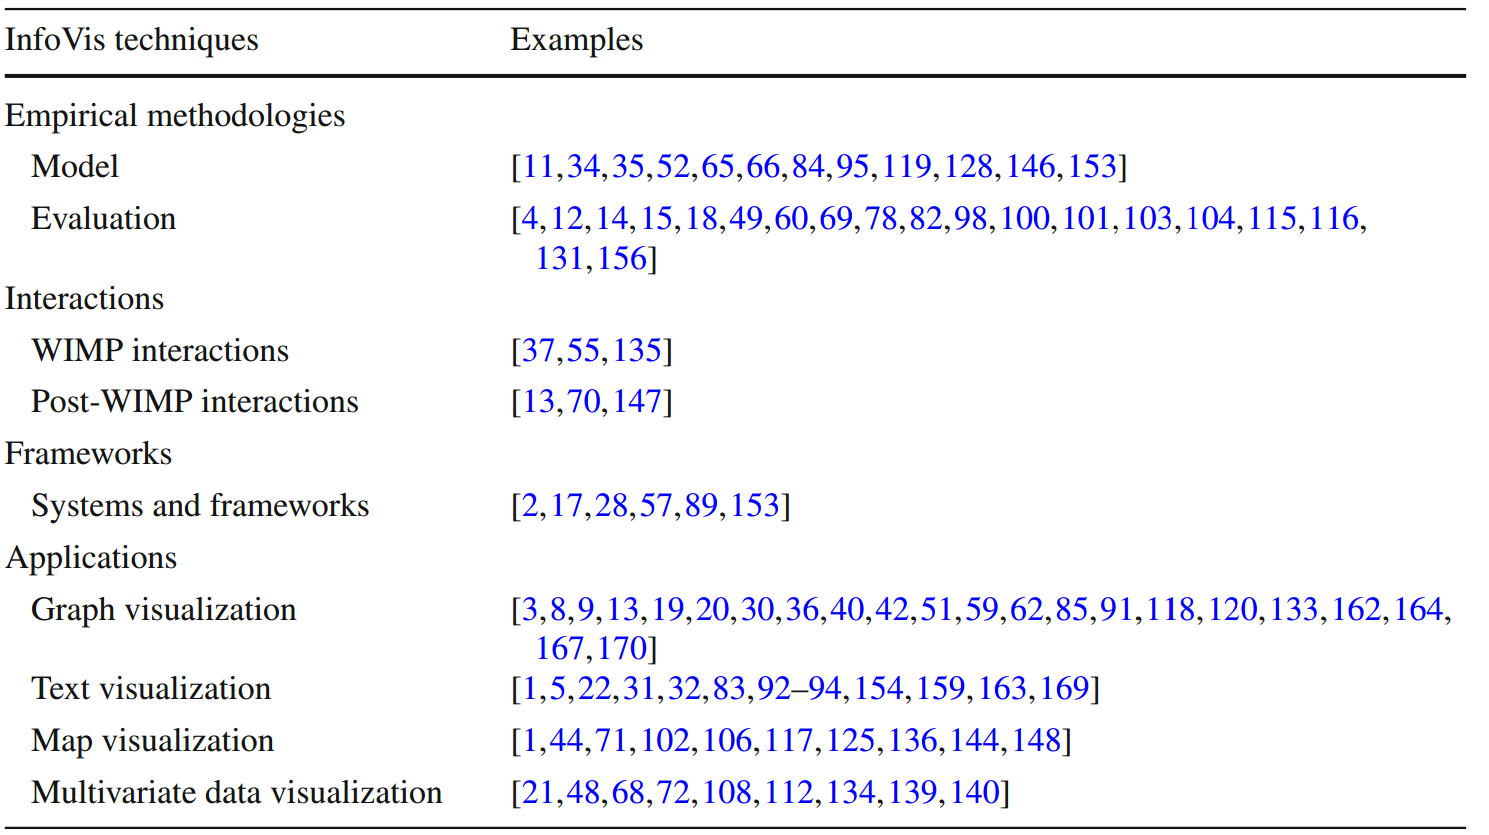 InfoVis techniques Examples
Empirical methodologies
Model [11,34,35,52,65,66,84,95,119,128,146,153]
Evaluation [4,12,14,15,18,49,60,69,78,82,98,100,101,103,104,115,116,
131,156]
Interactions
WIMP interactions [37,55,135]
Post-WIMP interactions [13,70,147]
Frameworks
Systems and frameworks [2,17,28,57,89,153]
Applications
Graph visualization [3,8,9,13,19,20,30,36,40,42,51,59,62,85,91,118,120,133,162,164,
167,170]
Text visualization [1,5,22,31,32,83,92–94,154,159,163,169]
Map visualization [1,44,71,102,106,117,125,136,144,148]
Multivariate data visualization [21,48,68,72,108,112,134,139,140]